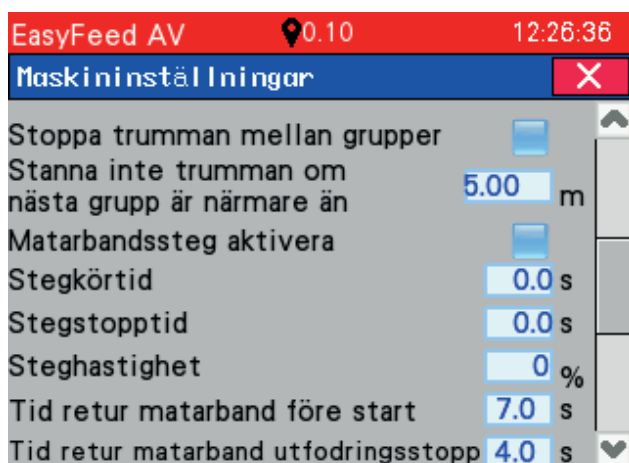 EasyFeed AV 0.10 12:26:36
Maskininställningar X
Stoppa trumman mellan grupper
Stanna inte trumman om
nästa grupp är närmare än 5.00 m
Matarbandssteg aktivera
Stegkörtid 0.0 s
Stegstopptid 0.0 s
Steghastighet 0 %
Tid retur matarband före start 7.0 s
Tid retur matarband utfodringsstopp 4.0 s